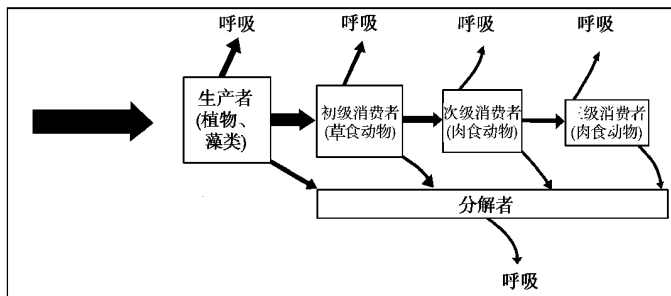 呼吸
呼吸
呼吸
呼吸
生产者
(植物、
藻类)
初级消费者
(草食动物)
次级消费者
(肉食动物)
三级消费者
(肉食动物)
分解者
呼吸